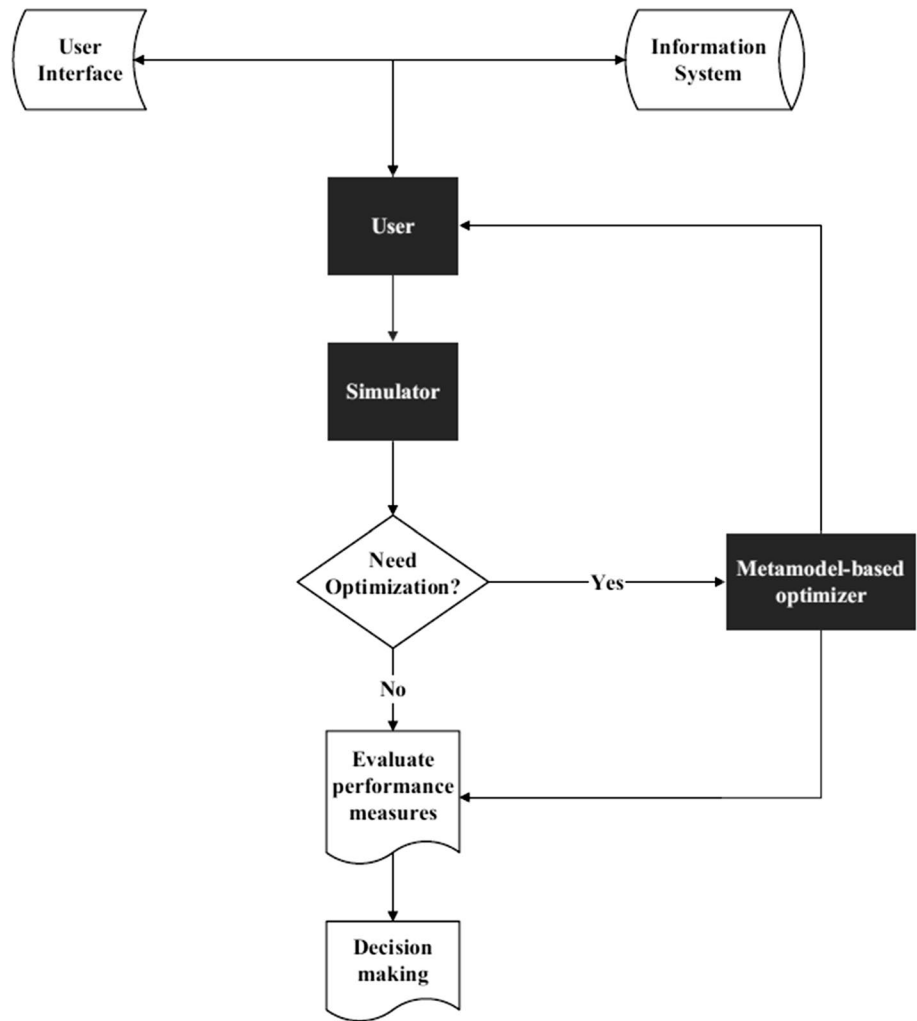 User
Interface
Information
System
User
Simulator
Need
Optimization?
Yes
Metamodel-based
optimizer
No
Evaluate
performance
measures
Decision
making